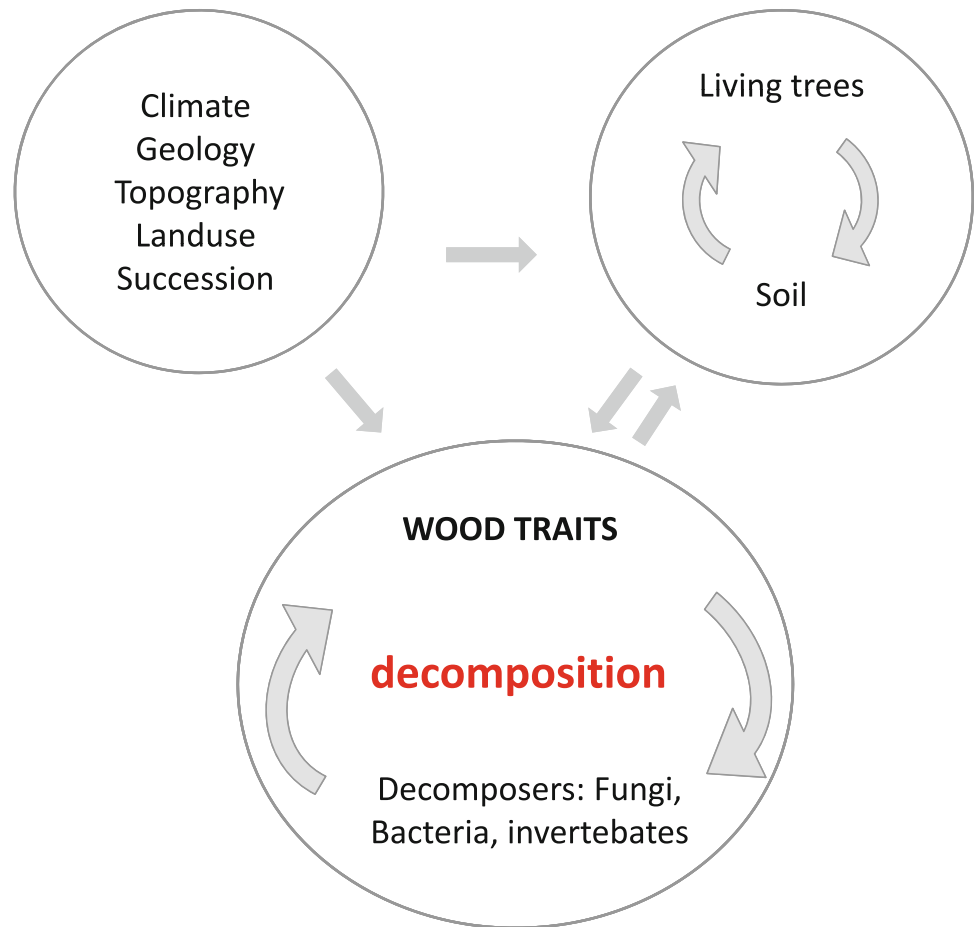 Climate
Geology
Topography
Landuse
Succession
Living trees
Soil
WOOD TRAITS
decomposition
Decomposers: Fungi,
Bacteria, invertebates